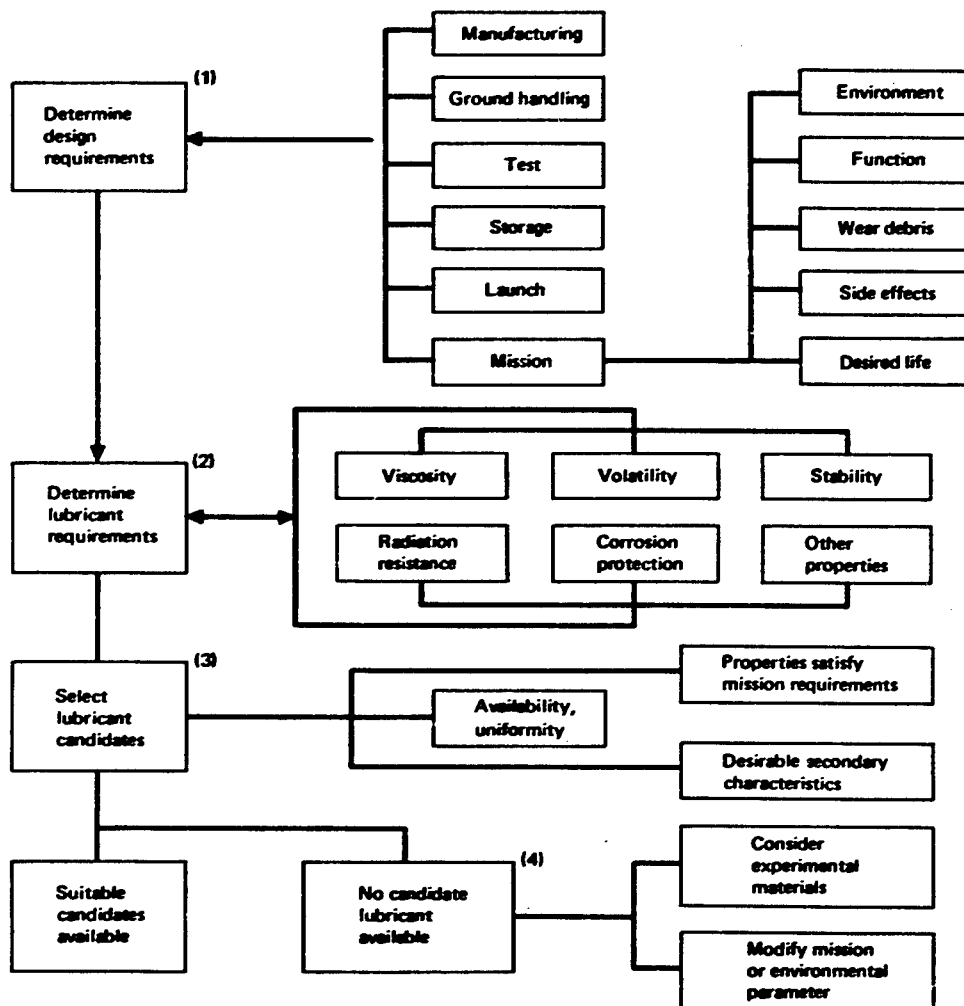 (1)
Determine
design
requirements
Manufacturing
Ground handling
Test
Storage
Launch
Mission
Environment
Function
Wear debris
Side effects
Desired life
(2)
Determine
lubricant
requirements
Viscosity
Volatility
Stability
Radiation
resistance
Corrosion
protection
Other
properties
(3)
Select
lubricant
candidates
Availability,
uniformity
Properties satisfy
mission requirements
Desirable secondary
characteristics
Suitable
candidates
available
(4)
No candidate
lubricant
available
Consider
experimental
materials
Modify mission
or environmental
parameter